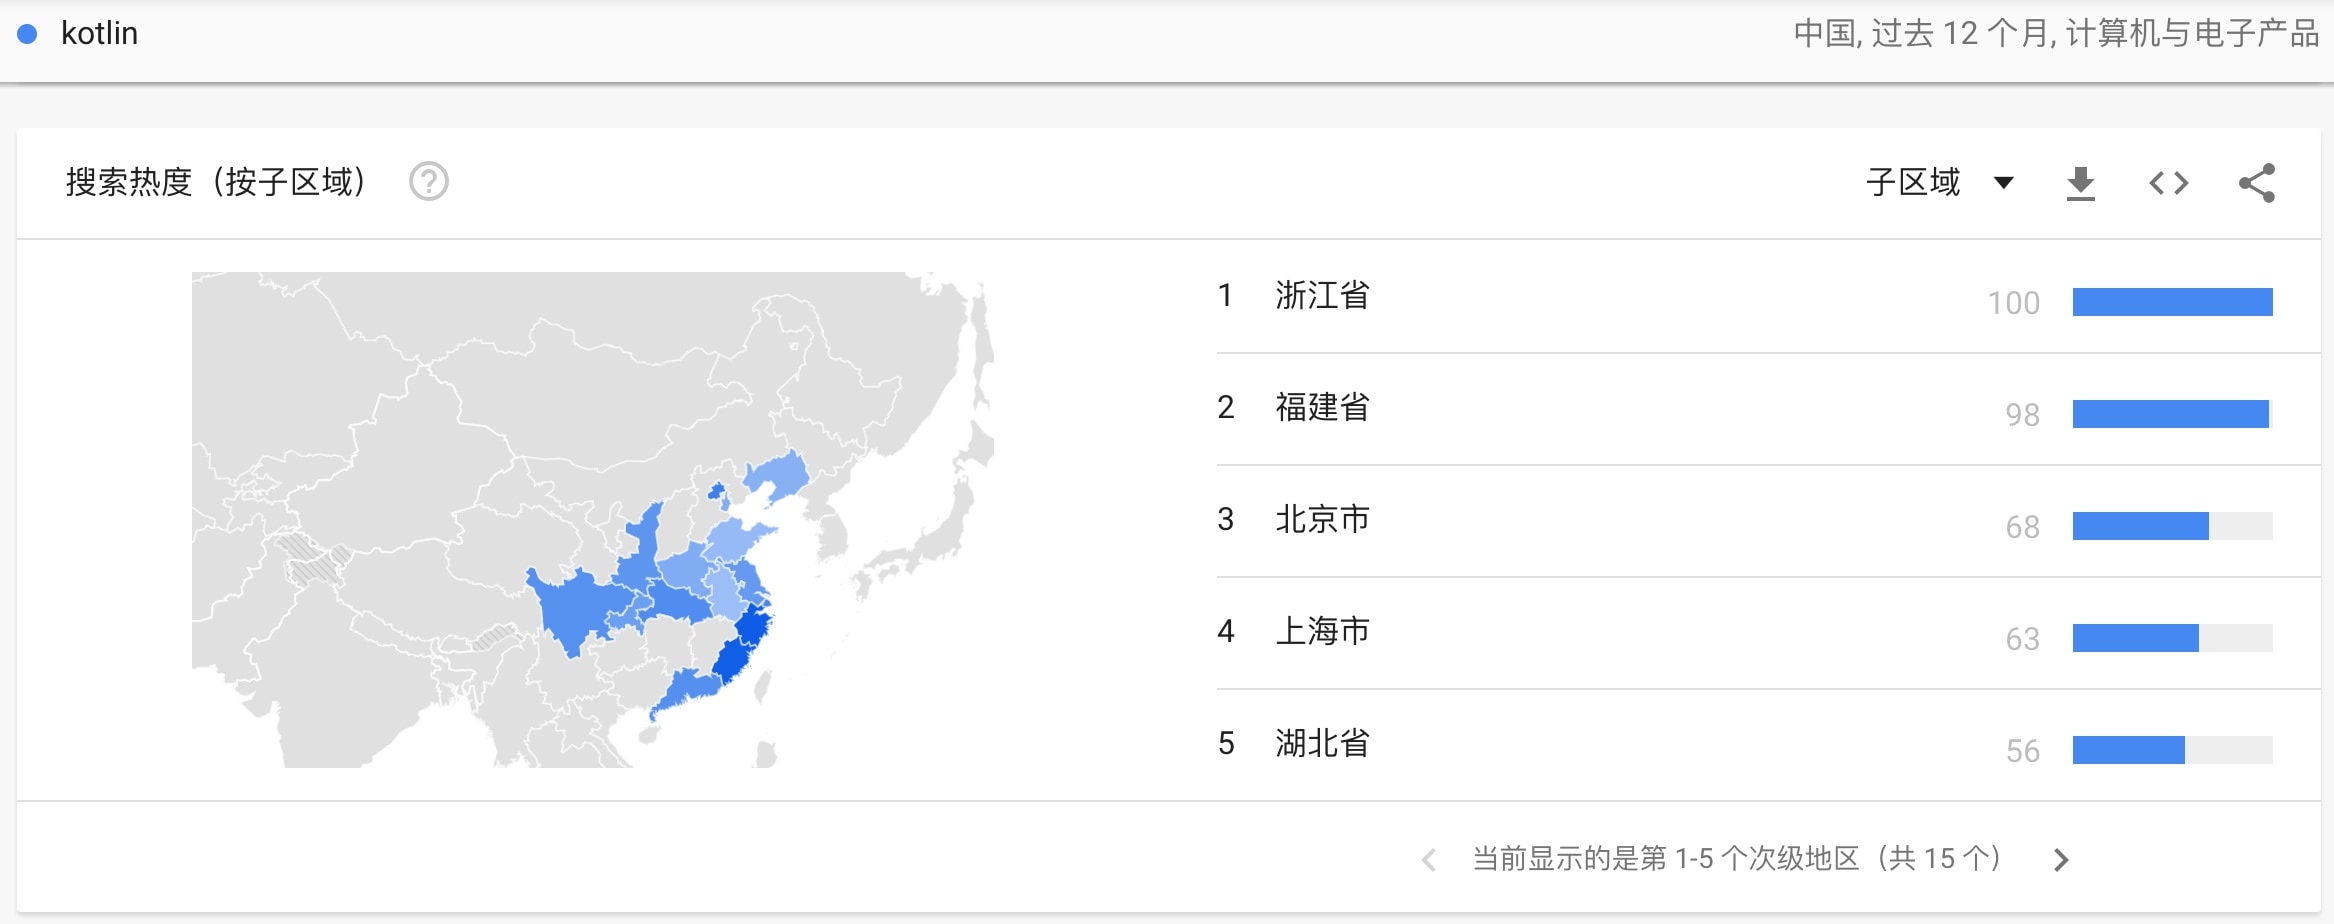 kotlin
中国, 过去 12 个月, 计算机与电子产品
搜索热度（按子区域）
子区域
1 浙江省 100
2 福建省 98
3 北京市 68
4 上海市 63
5 湖北省 56
当前显示的是第 1-5 个次级地区（共 15 个）